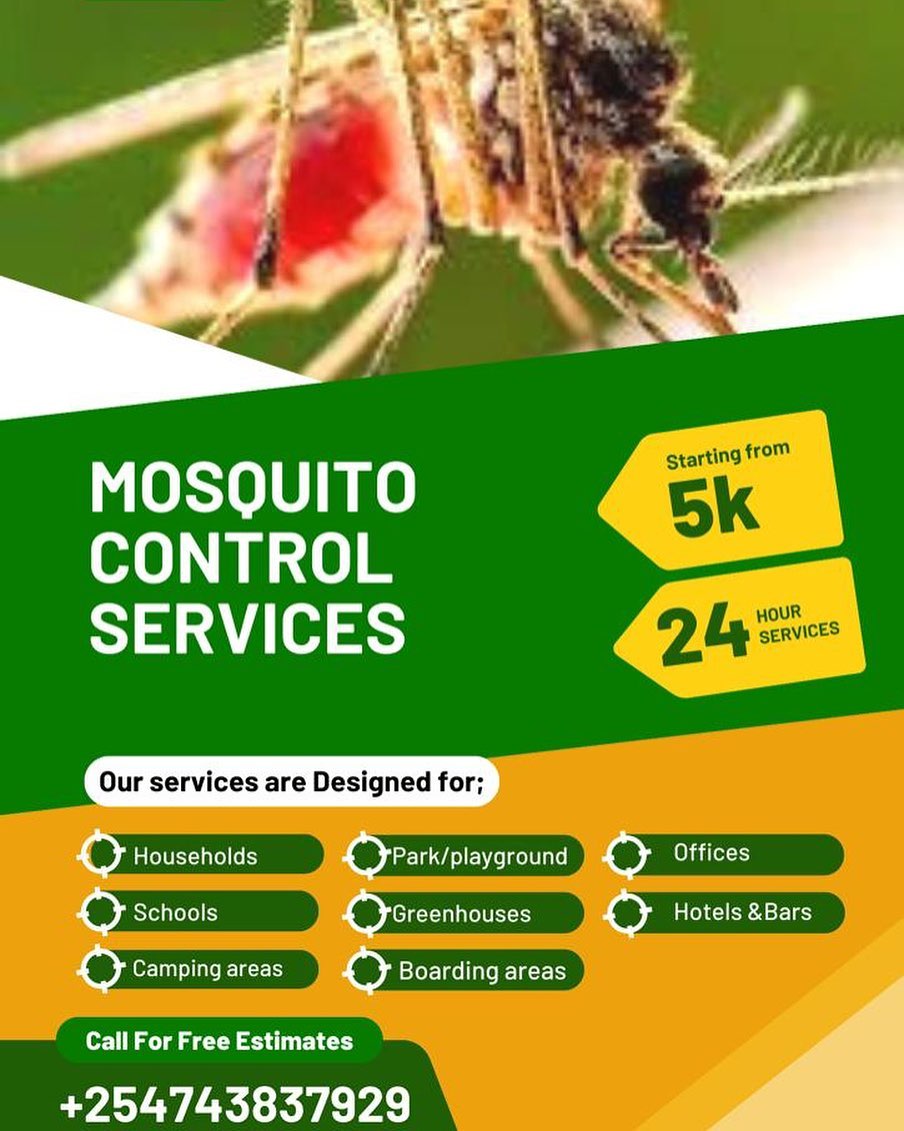 MOSQUITO
CONTROL
SERVICES
Starting from
5k
24 HOUR
SERVICES
Our services are Designed for;
Households
Park/playground
Offices
Schools
Greenhouses
Hotels &Bars
Camping areas
Boarding areas
Call For Free Estimates
+254743837929